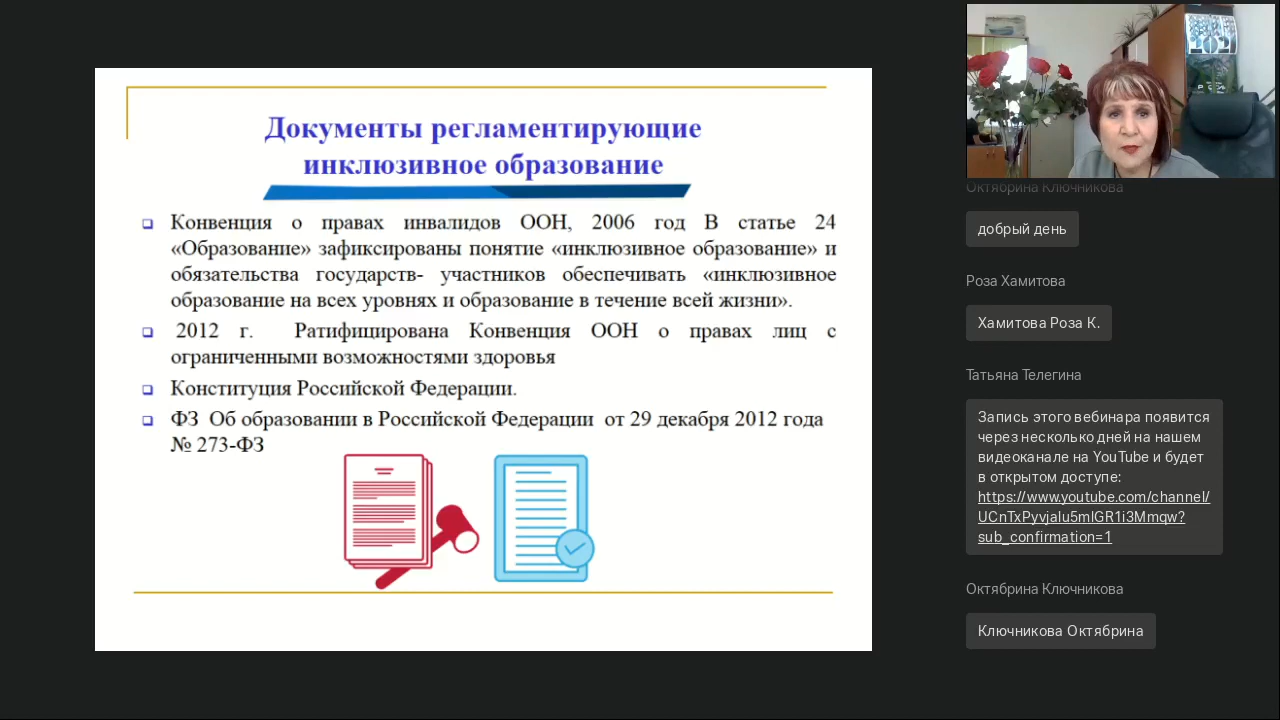 Документы регламентирующие
инклюзивное образование
Конвенция о правах инвалидов ООН, 2006 год В статье 24
«Образование» зафиксированы понятие «инклюзивное образование» и
обязательства государств- участников обеспечивать «инклюзивное
образование на всех уровнях и образование в течение всей жизни».
2012 г. Ратифицирована Конвенция ООН о правах лиц с
ограниченными возможностями здоровья
Конституция Российской Федерации.
ФЗ Об образовании в Российской Федерации от 29 декабря 2012 года
№ 273-ФЗ
Октябрина Ключникова
добрый день
Роза Хамитова
Хамитова Роза К.
Татьяна Телегина
Запись этого вебинара появится
через несколько дней на нашем
видеоканале на YouTube и будет
в открытом доступе:
https://www.youtube.com/channel/
UCnTxPyvjalu5mlGR1i3Mmqw?
sub_confirmation=1
Октябрина Ключникова
Ключникова Октябрина